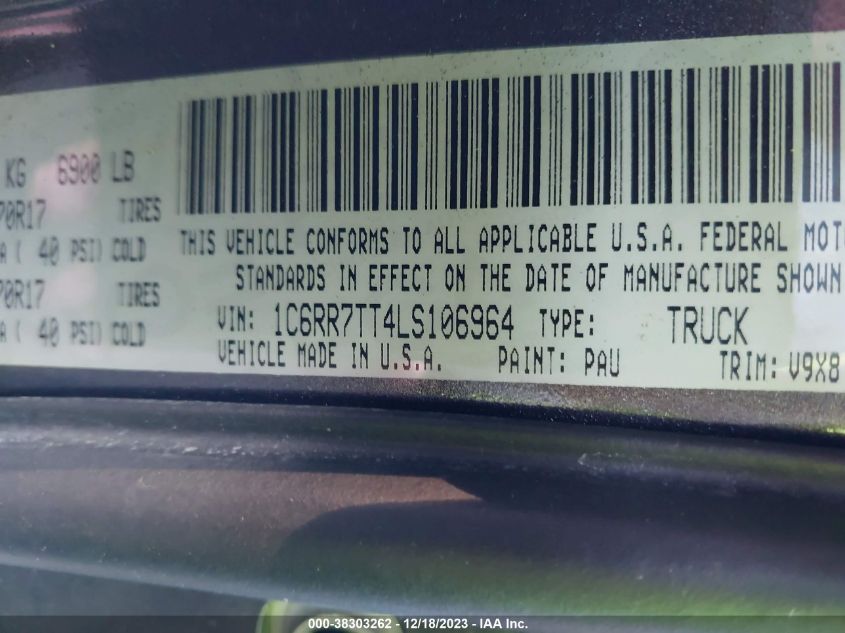 KG 6900 LB
70R17 TIRES
A ( 40 PSI) COLD
70R17 TIRES
A ( 40 PSI) COLD
THIS VEHICLE CONFORMS TO ALL APPLICABLE U.S.A. FEDERAL MOT
STANDARDS IN EFFECT ON THE DATE OF MANUFACTURE SHOWN
VIN: 1C6RR7TT4LS106964 TYPE: TRUCK
VEHICLE MADE IN U.S.A. PAINT: PAU TRIM: V9X8
000-38303262 - 12/18/2023 - IAA Inc.